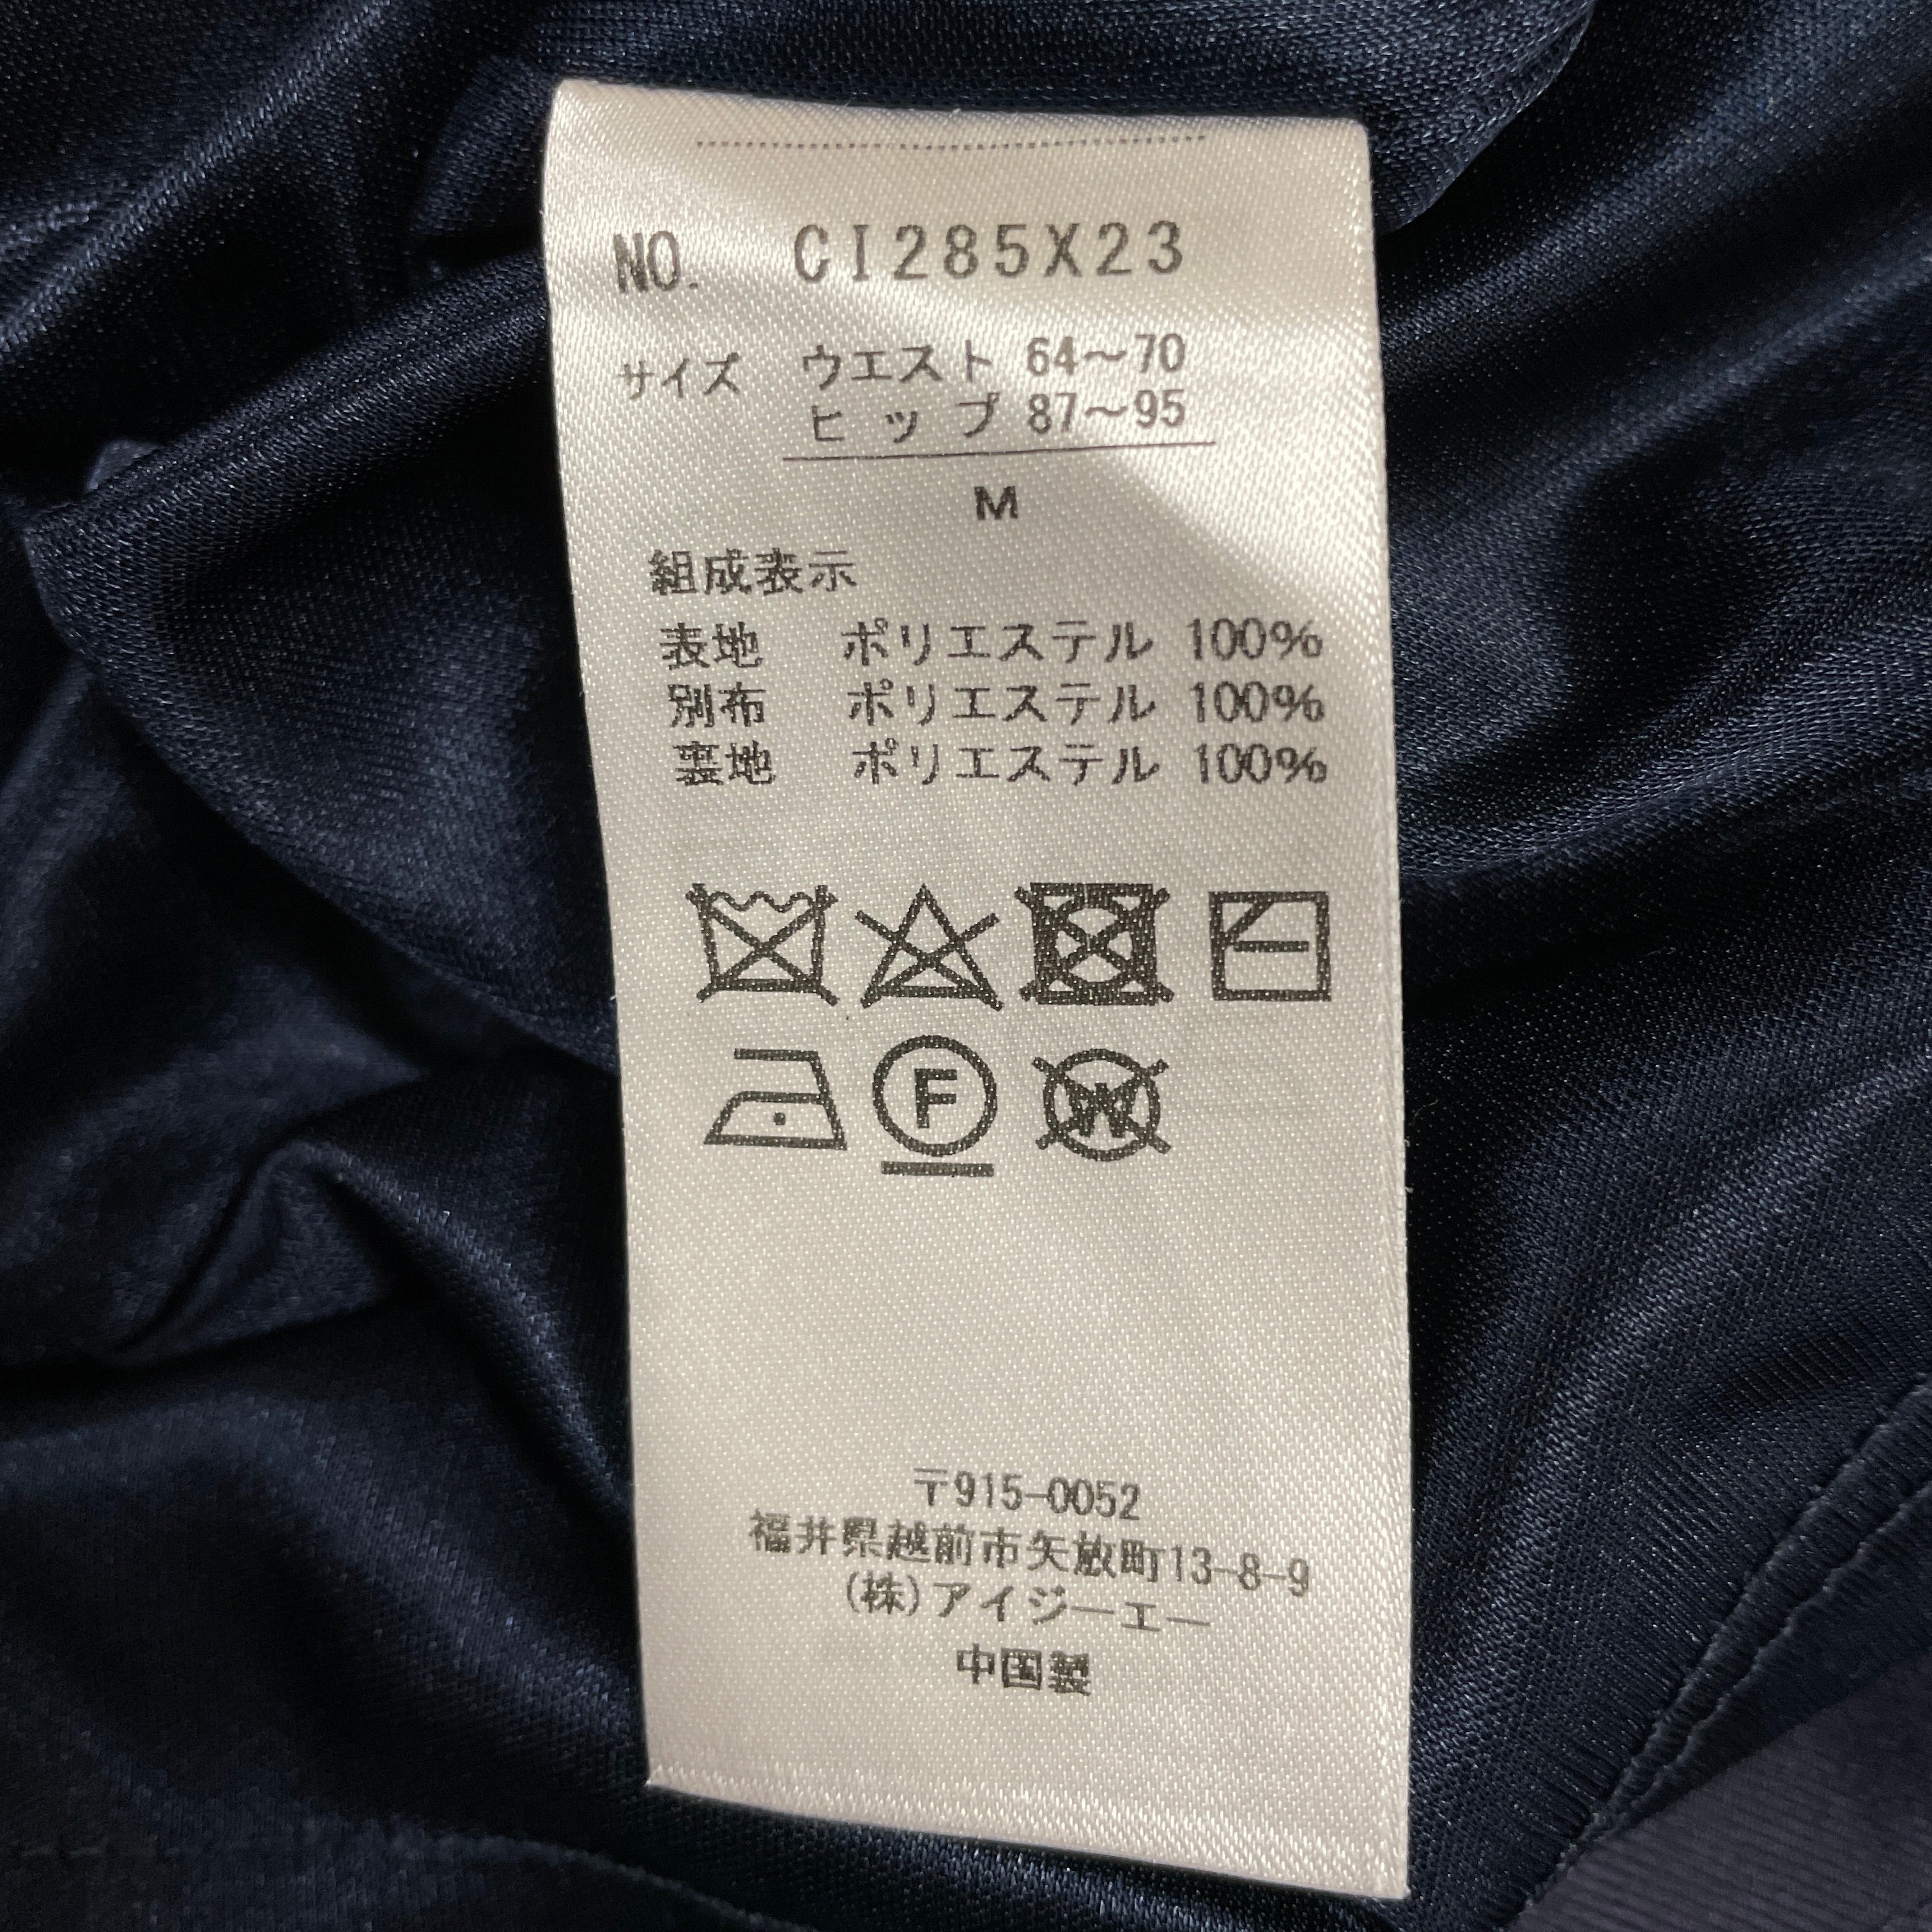 NO. CI285X23
サイズ ウエスト 64～70
ヒップ 87～95
M
組成表示
表地 ポリエステル 100%
別布 ポリエステル 100%
裏地 ポリエステル 100%
F
W
〒915-0052
福井県越前市矢放町13-8-9
(株)アイジーエー
中国製